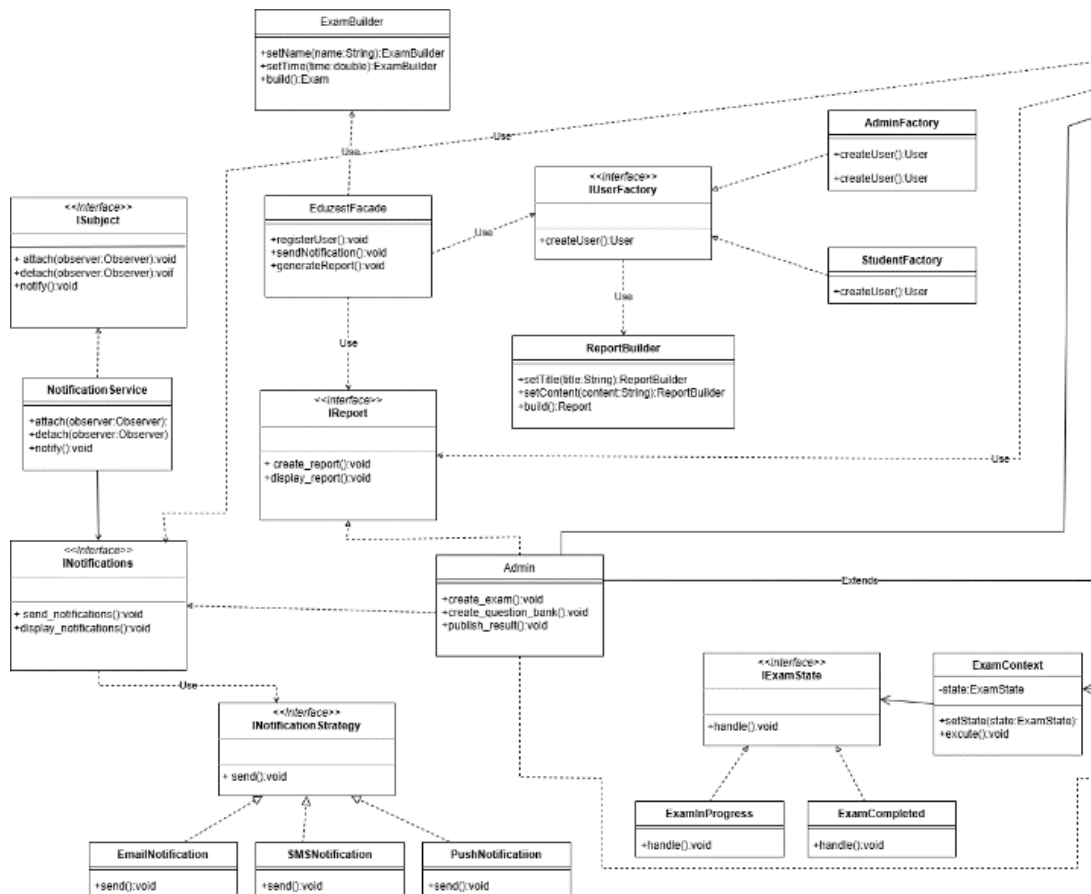 ExamBuilder
+setName(name:String):ExamBuilder
+setTime(time:double):ExamBuilder
+build():Exam
Use
Use
AdminFactory
+createUser():User
+createUser():User
<<Interface>>
IUserFactory
+createUser():User
<<Interface>>
ISubject
+ attach(observer:Observer):void
+detach(observer:Observer):voif
+notify():void
EduzestFacade
+registerUser():void
+sendNotification():void
+generateReport():void
Use
StudentFactory
+createUser():User
Use
Use
ReportBuilder
+setTitle(title:String):ReportBuilder
+setContent(content:String):ReportBuilder
+build():Report
NotificationService
+attach(observer:Observer):
+detach(observer:Observer)
+notify():void
<<Interface>>
IReport
+ create_report():void
+display_report():void
Use
<<Interface>>
INotifications
+ send_notifications():void
+display_notifications():void
Admin
+create_exam():void
+create_question_bank():void
+publish_result():void
Extends
Use
<<Interface>>
IExamState
+handle():void
ExamContext
-state:ExamState
+setState(state:ExamState):
+excute():void
<<Interface>>
INotificationStrategy
+ send():void
ExamInProgress
+handle():void
ExamCompleted
+handle():void
EmailNotification
+send():void
SMSNotification
+send():void
PushNotificatiion
+send():void